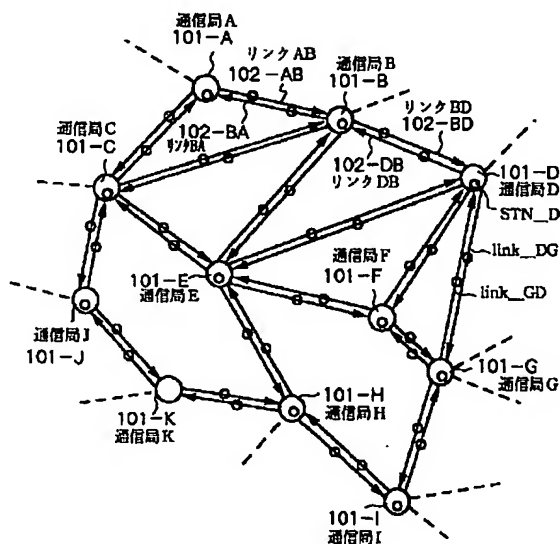 通信局A
101-A
リンクAB
102-AB
通信局B
101-B
リンクBD
102-BD
通信局C
101-C
102-BA
リンクBA
102-DB
リンクDB
101-D
通信局D
STN__D
link__DG
link__GD
101-E
通信局E
通信局F
101-F
通信局J
101-J
101-G
通信局G
101-K
通信局K
101-H
通信局H
101-I
通信局I